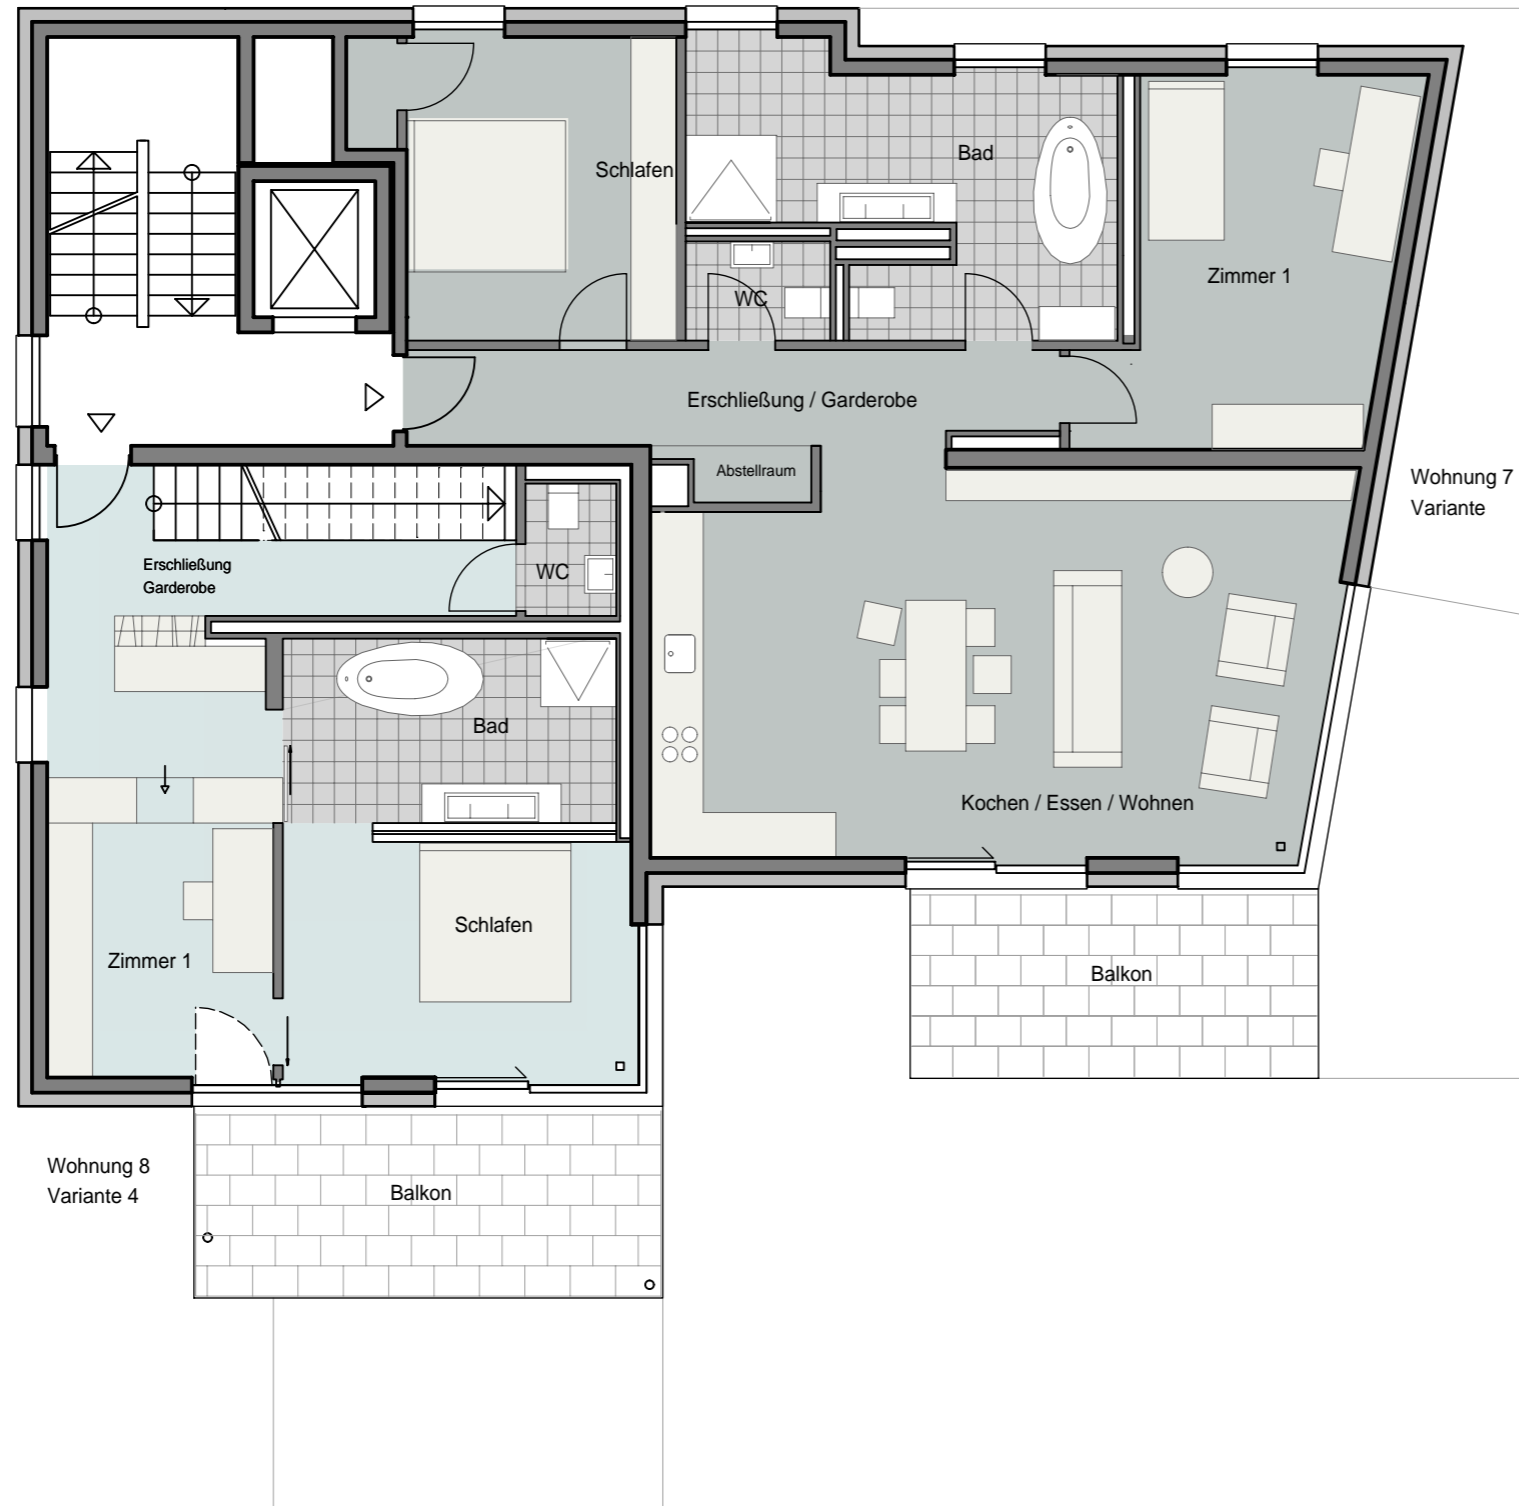 Schlafen
Bad
Zimmer 1
WC
Erschließung / Garderobe
Abstellraum
Wohnung 7
Variante
Erschließung
Garderobe
WC
Bad
Kochen / Essen / Wohnen
Schlafen
Zimmer 1
Balkon
Wohnung 8
Variante 4
Balkon